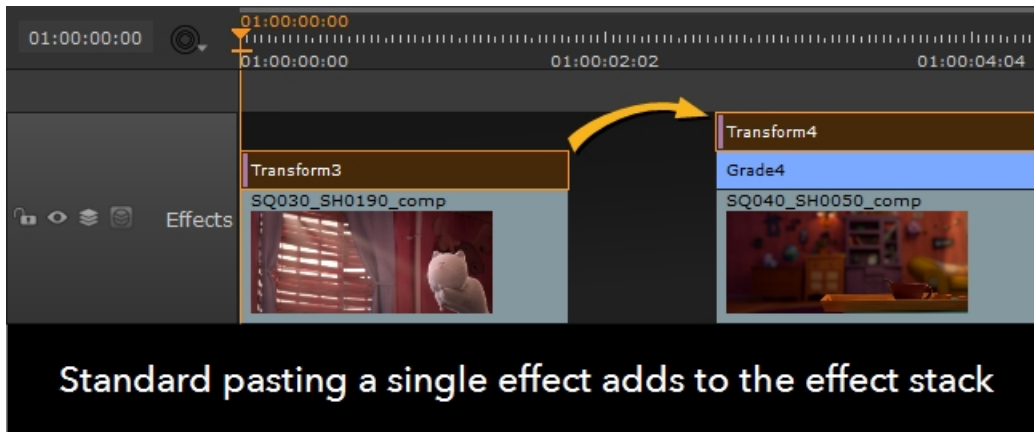 01:00:00:00
01:00:00:00
01:00:00:00
01:00:02:02
01:00:04:04
Transform3
Transform4
Grade4
Effects
SQ030_SH0190_comp
SQ040_SH0050_comp
Standard pasting a single effect adds to the effect stack